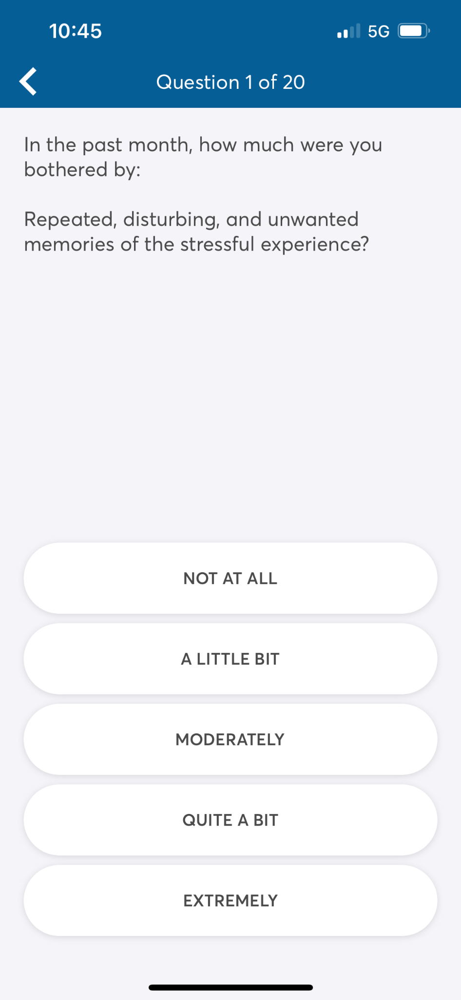 10:45
5G
Question 1 of 20
In the past month, how much were you
bothered by:
Repeated, disturbing, and unwanted
memories of the stressful experience?
NOT AT ALL
A LITTLE BIT
MODERATELY
QUITE A BIT
EXTREMELY